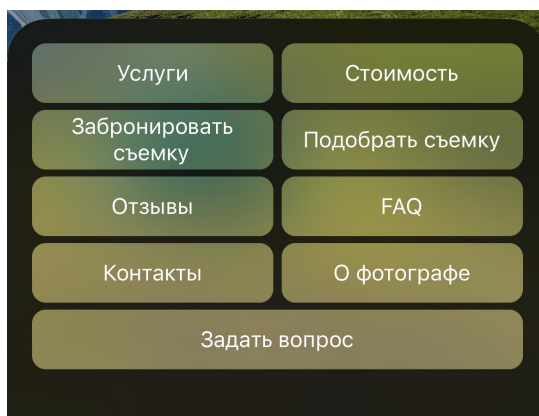 Услуги
Стоимость
Забронировать
съемку
Подобрать съемку
Отзывы
FAQ
Контакты
О фотографе
Задать вопрос